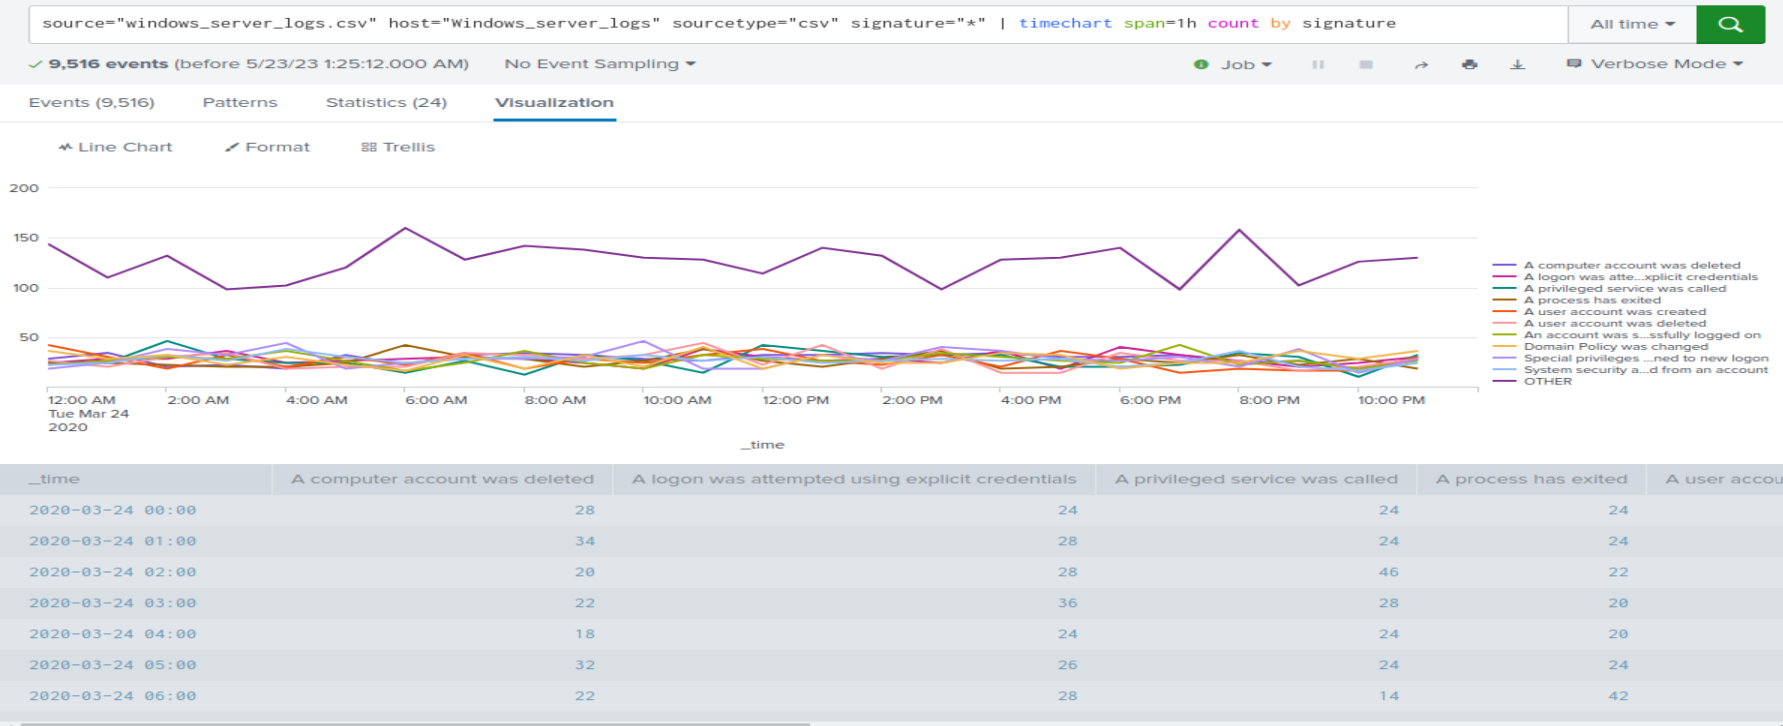 source="windows_server_logs.csv" host="Windows_server_logs" sourcetype="csv" signature="*" | timechart span=1h count by signature
All time
9,516 events (before 5/23/23 1:25:12.000 AM)
No Event Sampling
Job
Verbose Mode
Events (9,516)
Patterns
Statistics (24)
Visualization
Line Chart
Format
Trellis
200
150
100
50
A computer account was deleted
A logon was atte...xplicit credentials
A privileged service was called
A process has exited
A user account was created
A user account was deleted
An account was s...ssfully logged on
Domain Policy was changed
Special privileges ...ned to new logon
System security a...d from an account
OTHER
12:00 AM 2:00 AM 4:00 AM 6:00 AM 8:00 AM 10:00 AM 12:00 PM 2:00 PM 4:00 PM 6:00 PM 8:00 PM 10:00 PM
Tue Mar 24
2020
_time
_time A computer account was deleted A logon was attempted using explicit credentials A privileged service was called A process has exited A user accou
2020-03-24 00:00 28 24 24 24
2020-03-24 01:00 34 28 24 24
2020-03-24 02:00 20 28 46 22
2020-03-24 03:00 22 36 28 20
2020-03-24 04:00 18 24 24 20
2020-03-24 05:00 32 26 24 24
2020-03-24 06:00 22 28 14 42